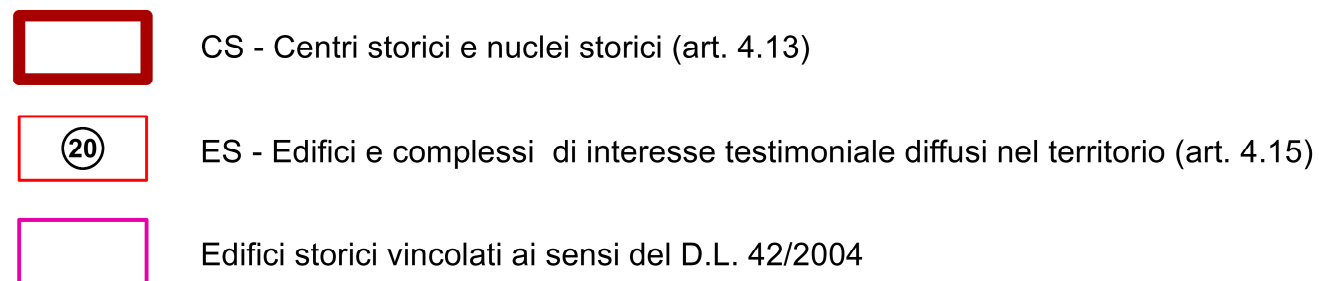 CS - Centri storici e nuclei storici (art. 4.13)
20 ES - Edifici e complessi di interesse testimoniale diffusi nel territorio (art. 4.15)
Edifici storici vincolati ai sensi del D.L. 42/2004